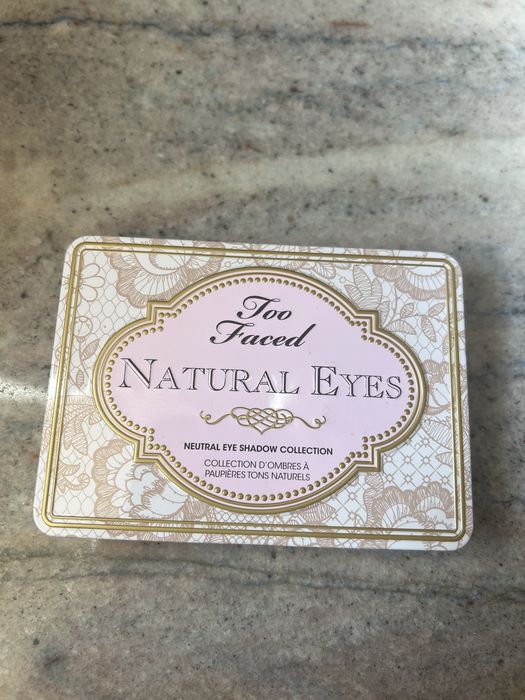 Too
Faced
NATURAL EYES
NEUTRAL EYE SHADOW COLLECTION
COLLECTION D'OMBRES À
PAUPIÈRES TONS NATURELS